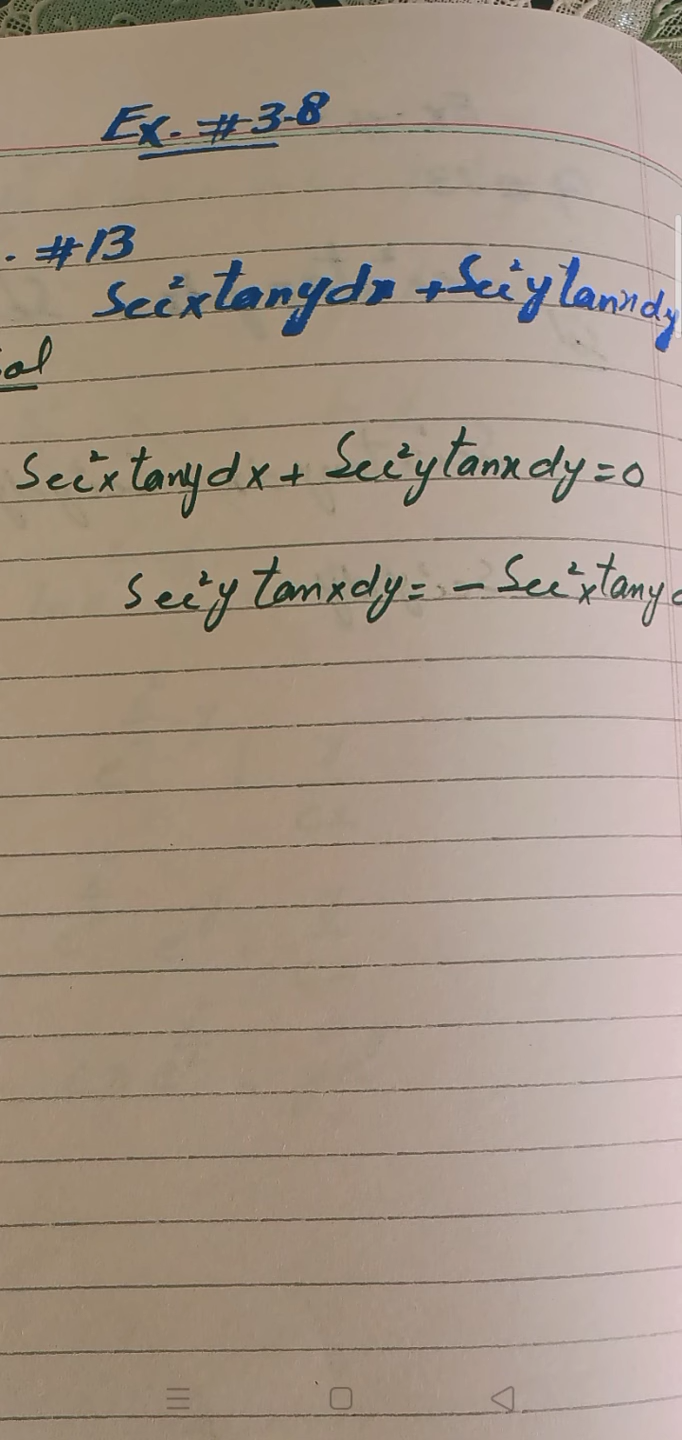 Ex. #3.8
. #13
Sec²x tany dx + Sec²y tanx dy
Sol
Sec²x tany dx + Sec²y tanx dy = 0
Sec²y tanx dy = - Sec²x tany d